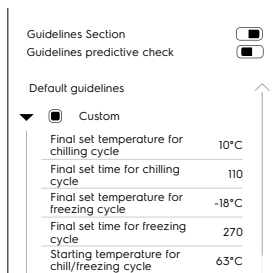 Guidelines Section
Guidelines predictive check
Default guidelines
Custom
Final set temperature for
chilling cycle
10°C
Final set time for chilling
cycle
110
Final set temperature for
freezing cycle
-18°C
Final set time for freezing
cycle
270
Starting temperature for
chill/freezing cycle
63°C